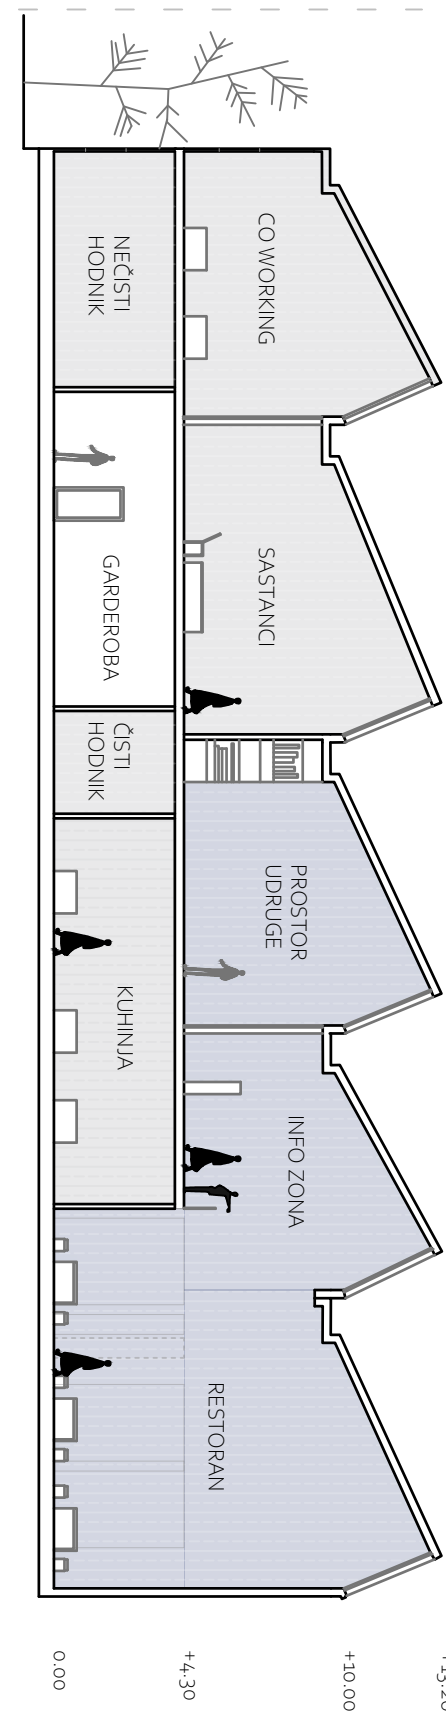 CO WORKING
SASTANCI
PROSTOR
UDRUGE
INFO ZONA
RESTORAN
NEČISTI
HODNIK
GARDEROBA
ČISTI
HODNIK
KUHINJA
+10.00
+4.30
0.00